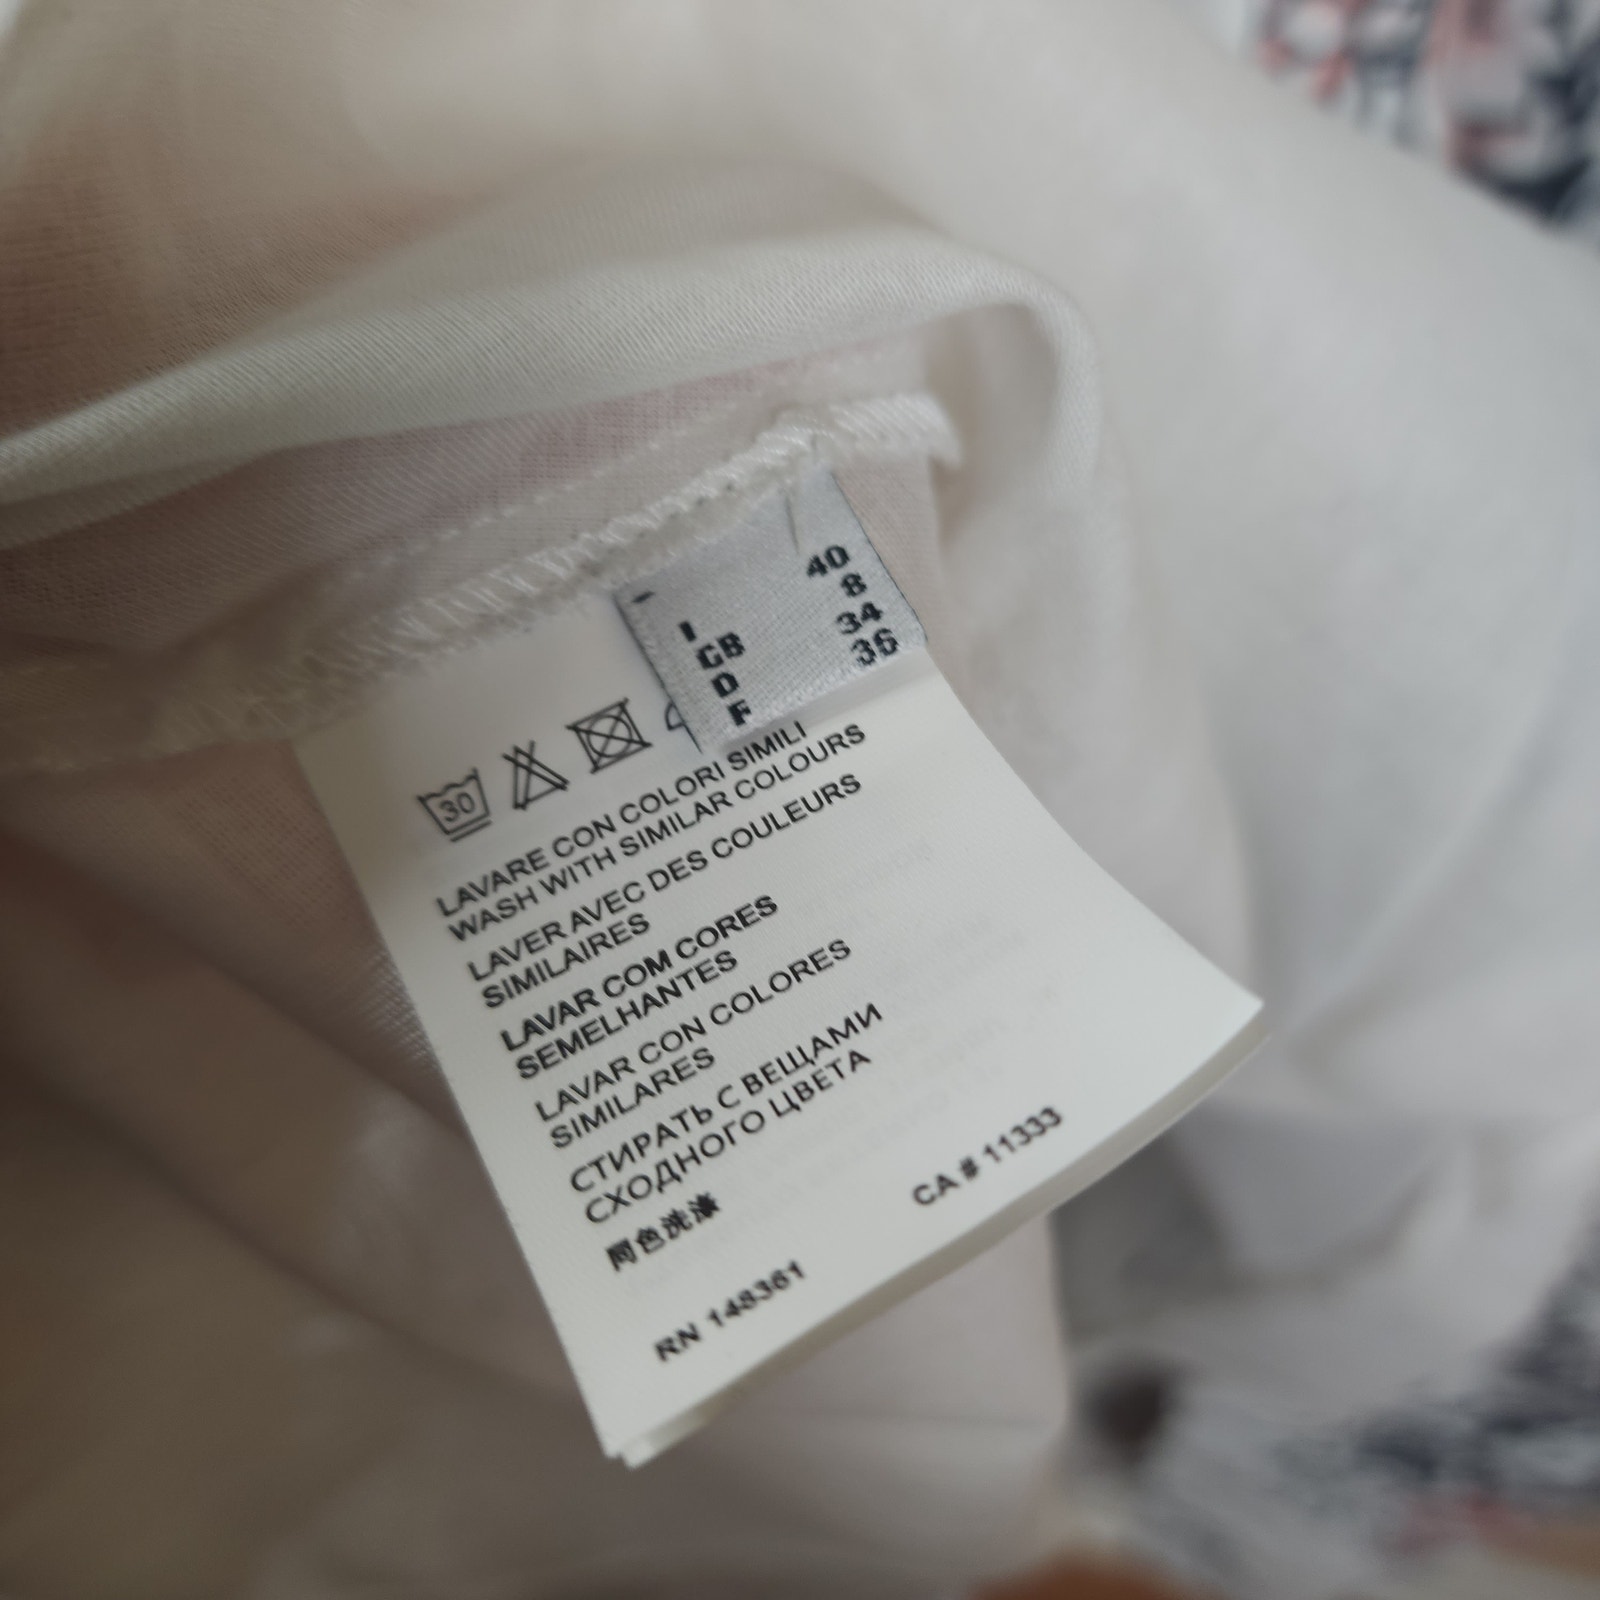 I 40
GB 8
D 34
F 36
30
LAVARE CON COLORI SIMILI
WASH WITH SIMILAR COLOURS
LAVER AVEC DES COULEURS
SIMILAIRES
LAVAR COM CORES
SEMELHANTES
LAVAR CON COLORES
SIMILARES
СТИРАТЬ С ВЕЩАМИ
СХОДНОГО ЦВЕТА
同色洗涤
CA # 11333
RN 148361